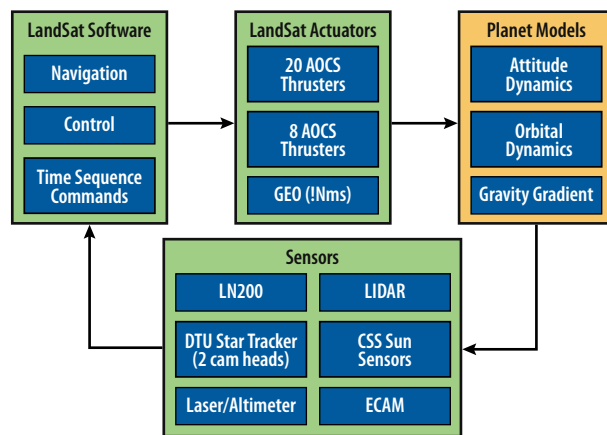 LandSat Software
Navigation
Control
Time Sequence
Commands
LandSat Actuators
20 AOCS
Thrusters
8 AOCS
Thrusters
GEO (!Nms)
Planet Models
Attitude
Dynamics
Orbital
Dynamics
Gravity Gradient
Sensors
LN200
LIDAR
DTU Star Tracker
(2 cam heads)
CSS Sun
Sensors
Laser/Altimeter
ECAM